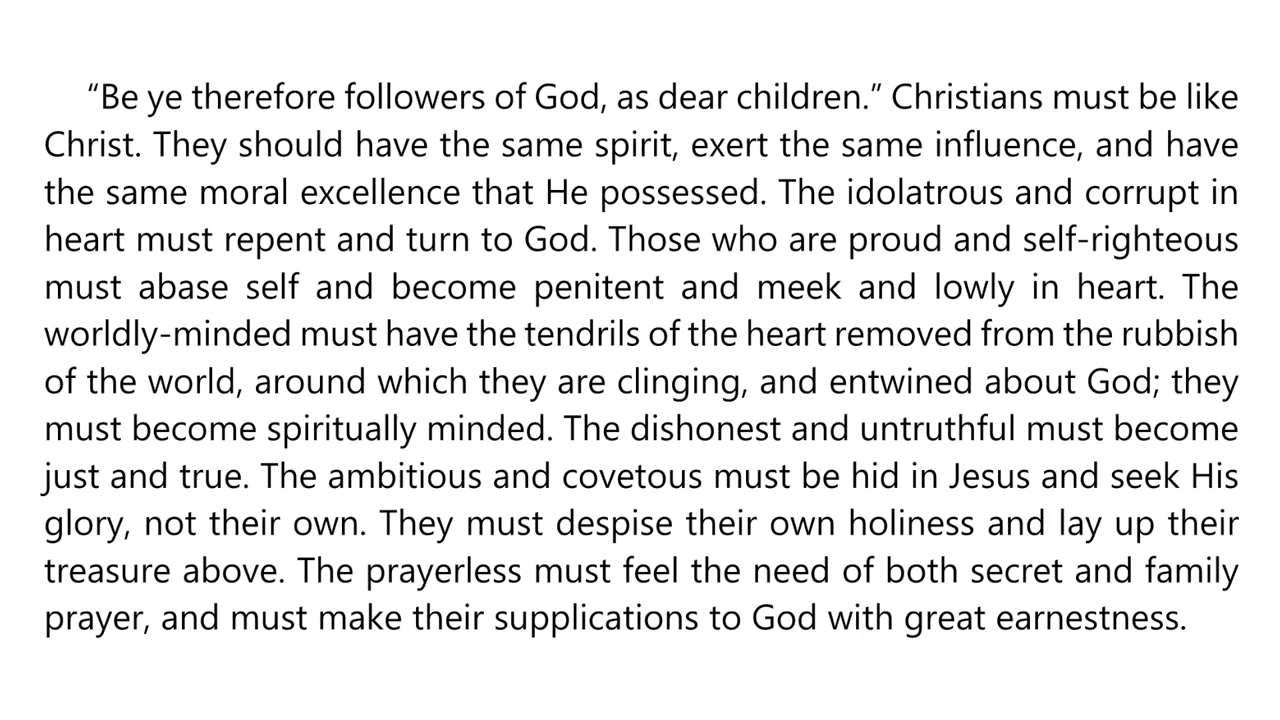 “Be ye therefore followers of God, as dear children.” Christians must be like
Christ. They should have the same spirit, exert the same influence, and have
the same moral excellence that He possessed. The idolatrous and corrupt in
heart must repent and turn to God. Those who are proud and self-righteous
must abase self and become penitent and meek and lowly in heart. The
worldly-minded must have the tendrils of the heart removed from the rubbish
of the world, around which they are clinging, and entwined about God; they
must become spiritually minded. The dishonest and untruthful must become
just and true. The ambitious and covetous must be hid in Jesus and seek His
glory, not their own. They must despise their own holiness and lay up their
treasure above. The prayerless must feel the need of both secret and family
prayer, and must make their supplications to God with great earnestness.